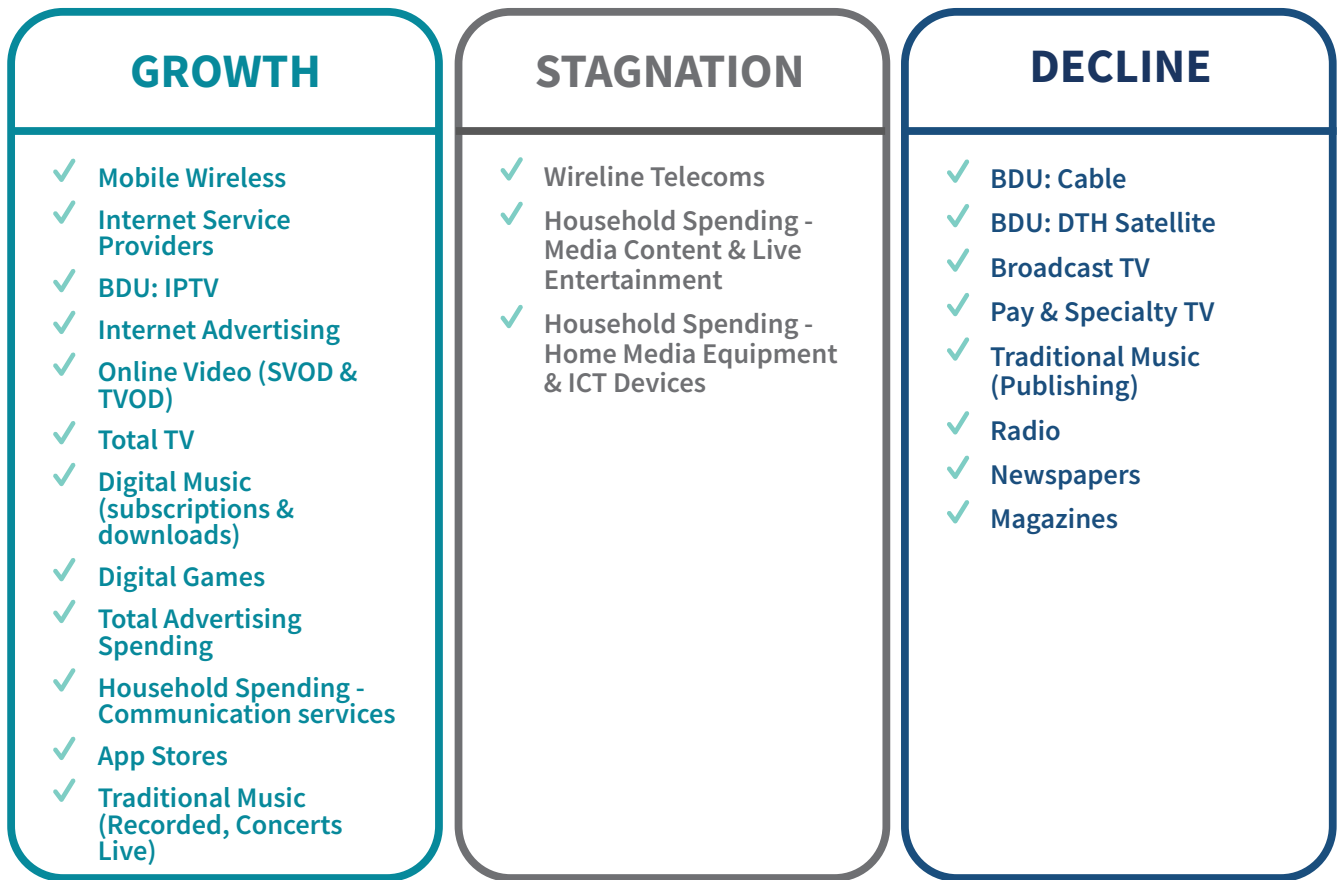 GROWTH
Mobile Wireless
Internet Service
Providers
BDU: IPTV
Internet Advertising
Online Video (SVOD &
TVOD)
Total TV
Digital Music
(subscriptions &
downloads)
Digital Games
Total Advertising
Spending
Household Spending -
Communication services
App Stores
Traditional Music
(Recorded, Concerts
Live)
STAGNATION
Wireline Telecoms
Household Spending -
Media Content & Live
Entertainment
Household Spending -
Home Media Equipment
& ICT Devices
DECLINE
BDU: Cable
BDU: DTH Satellite
Broadcast TV
Pay & Specialty TV
Traditional Music
(Publishing)
Radio
Newspapers
Magazines